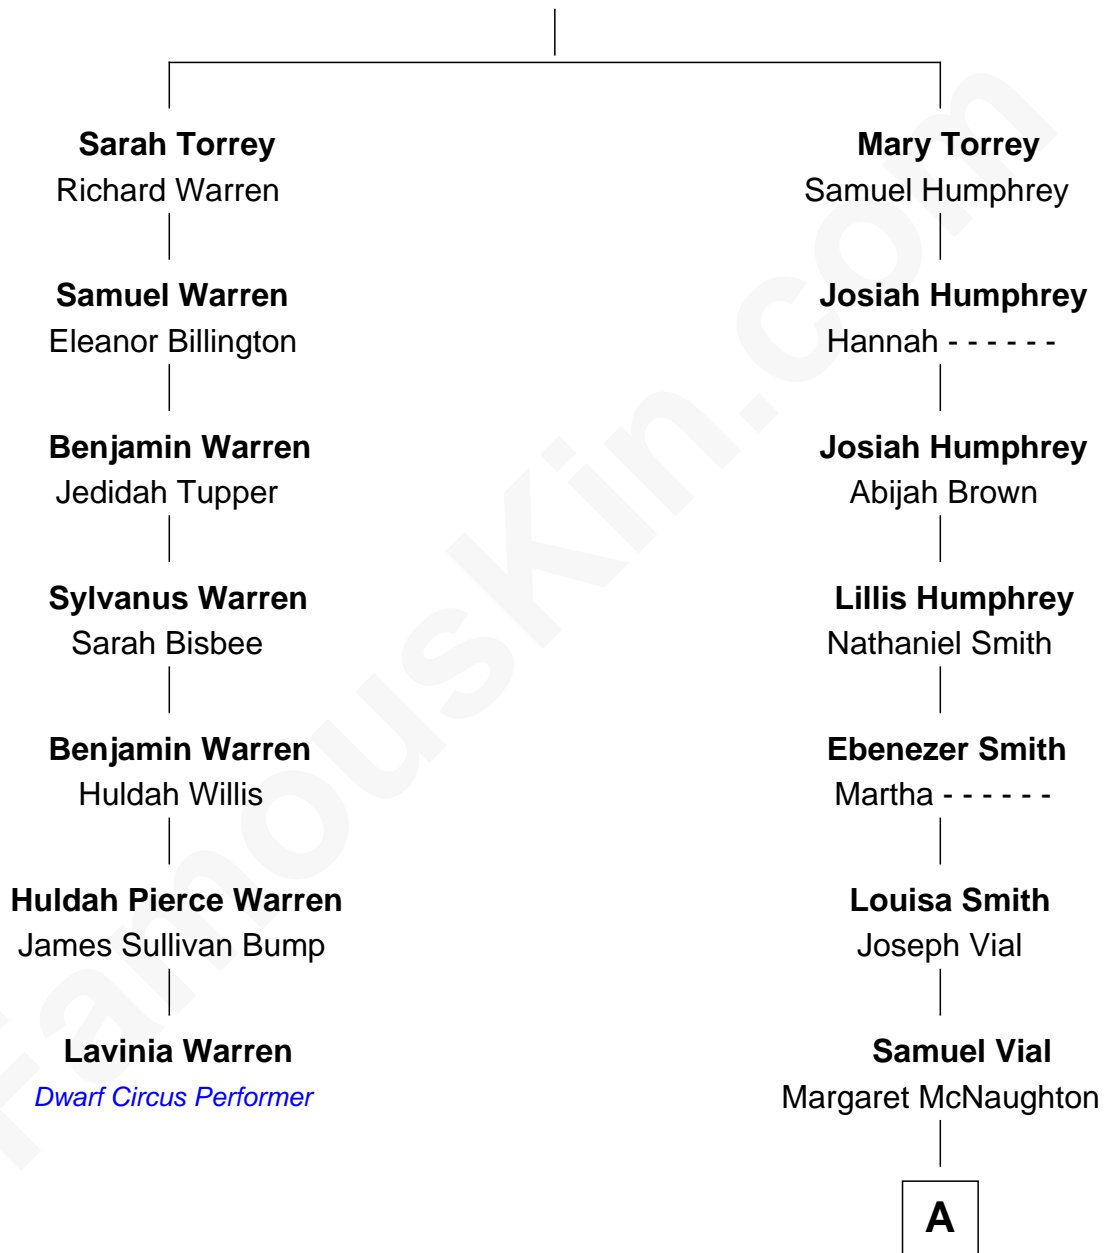 Sarah Torrey
Richard Warren
Samuel Warren
Eleanor Billington
Benjamin Warren
Jedidah Tupper
Sylvanus Warren
Sarah Bisbee
Benjamin Warren
Huldah Willis
Huldah Pierce Warren
James Sullivan Bump
Lavinia Warren
Dwarf Circus Performer
Mary Torrey
Samuel Humphrey
Josiah Humphrey
Hannah - - - - - -
Josiah Humphrey
Abijah Brown
Lillis Humphrey
Nathaniel Smith
Ebenezer Smith
Martha - - - - - -
Louisa Smith
Joseph Vial
Samuel Vial
Margaret McNaughton
A
FamousKin.com